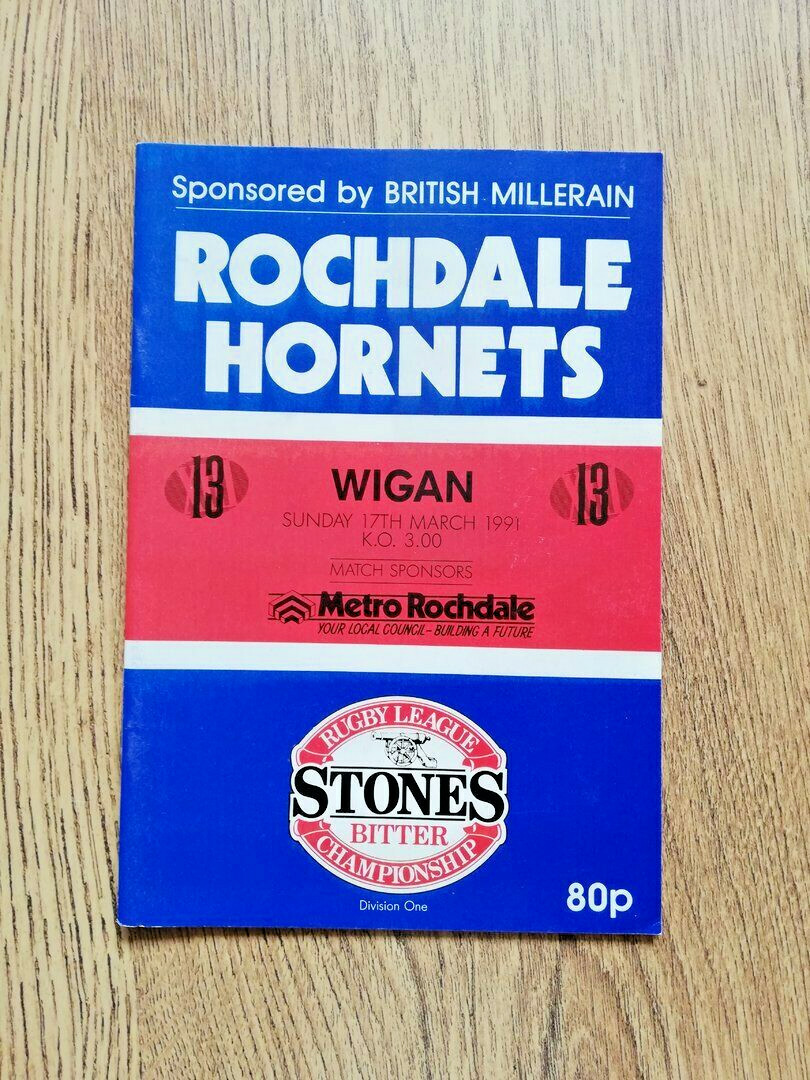 Sponsored by BRITISH MILLERAIN
ROCHDALE
HORNETS
13
WIGAN
13
SUNDAY 17TH MARCH 1991
K.O. 3.00
MATCH SPONSORS
Metro Rochdale
YOUR LOCAL COUNCIL - BUILDING A FUTURE
RUGBY LEAGUE
STONES
BITTER
CHAMPIONSHIP
Division One
80p